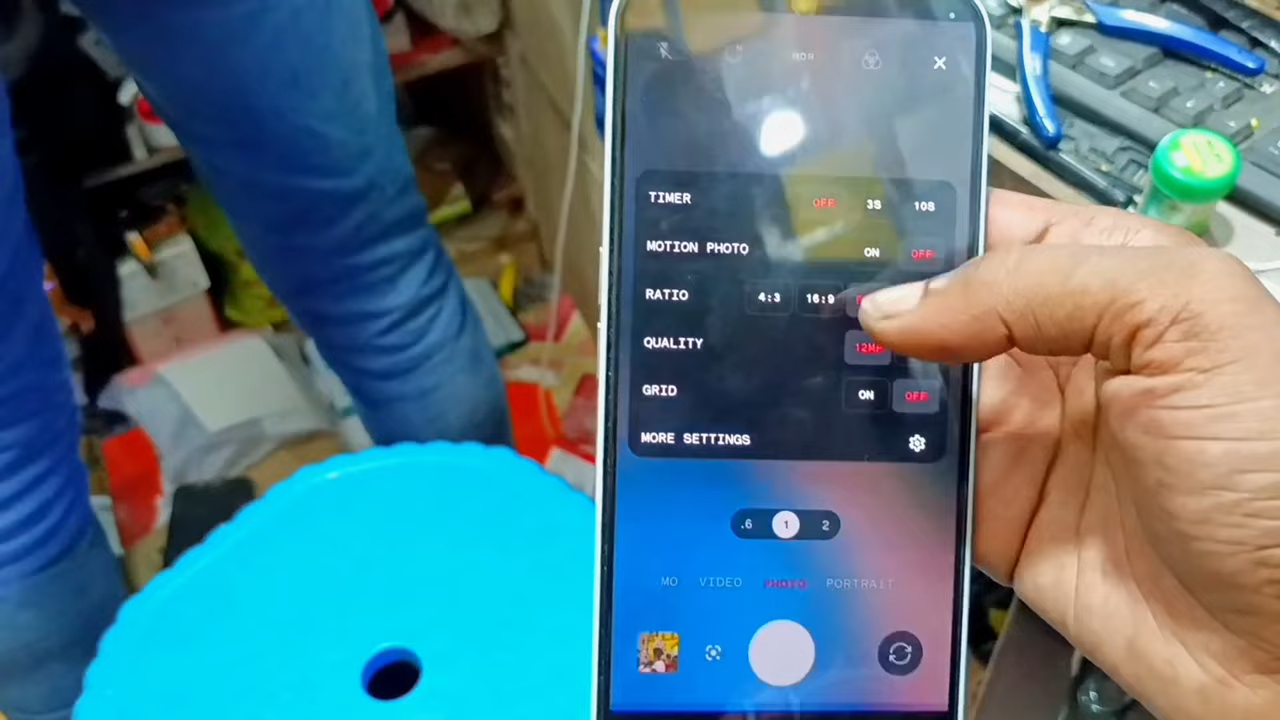 HDR
TIMER OFF 3S 10S
MOTION PHOTO ON OFF
RATIO 4:3 16:9
QUALITY 12MP
GRID ON OFF
MORE SETTINGS
.6 1 2
MO VIDEO PHOTO PORTRAIT